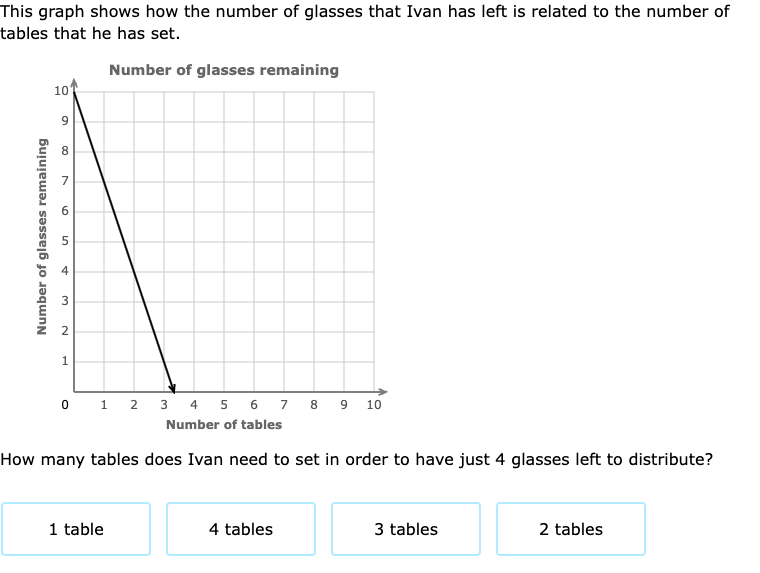 This graph shows how the number of glasses that Ivan has left is related to the number of
tables that he has set.
Number of glasses remaining
Number of glasses remaining
10
9
8
7
6
5
4
3
2
1
0 1 2 3 4 5 6 7 8 9 10
Number of tables
How many tables does Ivan need to set in order to have just 4 glasses left to distribute?
1 table 4 tables 3 tables 2 tables